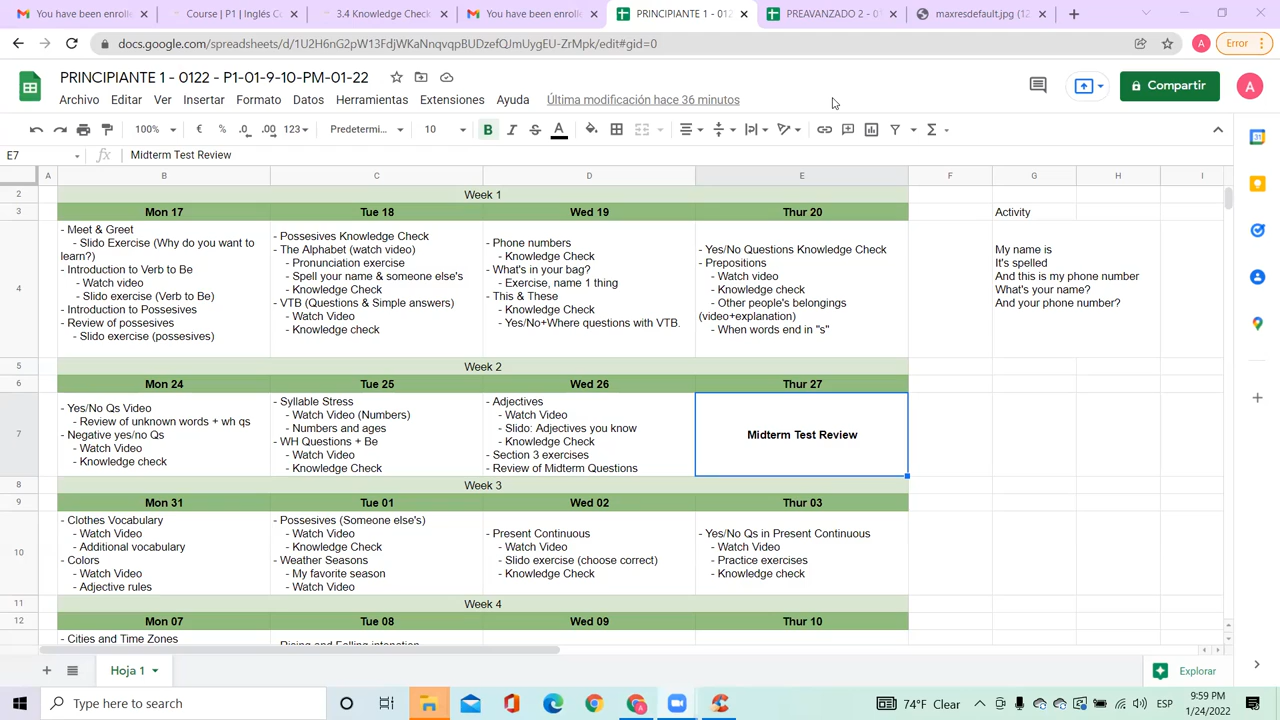 You have been enrolle
Course | P1 | Inglés C
3.4 Knowledge Check
You have been enrolle
PRINCIPIANTE 1 - 012
PREAVANZADO 2 - 0
maxresdefault.jpg (12
docs.google.com/spreadsheets/d/1U2H6nG2pW13FdjWKaNnqvqpBUDzefQJmUygEU-Z-Mpk/edit#gid=0
A
Error
PRINCIPIANTE 1 - 0122 - P1-01-9-10-PM-01-22
Archivo Editar Ver Insertar Formato Datos Herramientas Extensiones Ayuda Última modificación hace 36 minutos
Compartir
A
100% € % .0 .00 123 Predetermi... 10 B I S A Σ
E7 fx Midterm Test Review
A B C D E F G H I
2 Week 1
3 Mon 17 Tue 18 Wed 19 Thur 20 Activity
4
- Meet & Greet
- Slido Exercise (Why do you want to
learn?)
- Introduction to Verb to Be
- Watch video
- Slido exercise (Verb to Be)
- Introduction to Possesives
- Review of possesives
- Slido exercise (possesives)
- Possesives Knowledge Check
- The Alphabet (watch video)
- Pronunciation exercise
- Spell your name & someone else's
- Knowledge Check
- VTB (Questions & Simple answers)
- Watch Video
- Knowledge check
- Phone numbers
- Knowledge Check
- What's in your bag?
- Exercise, name 1 thing
- This & These
- Knowledge Check
- Yes/No+Where questions with VTB.
- Yes/No Questions Knowledge Check
- Prepositions
- Watch video
- Knowledge check
- Other people's belongings
(video+explanation)
- When words end in "s"
My name is
It's spelled
And this is my phone number
What's your name?
And your phone number?
5 Week 2
6 Mon 24 Tue 25 Wed 26 Thur 27
7
- Yes/No Qs Video
- Review of unknown words + wh qs
- Negative yes/no Qs
- Watch Video
- Knowledge check
- Syllable Stress
- Watch Video (Numbers)
- Numbers and ages
- WH Questions + Be
- Watch Video
- Knowledge Check
- Adjectives
- Watch Video
- Slido: Adjectives you know
- Knowledge Check
- Section 3 exercises
- Review of Midterm Questions
Midterm Test Review
8 Week 3
9 Mon 31 Tue 01 Wed 02 Thur 03
10
- Clothes Vocabulary
- Watch Video
- Additional vocabulary
- Colors
- Watch Video
- Adjective rules
- Possesives (Someone else's)
- Watch Video
- Knowledge Check
- Weather Seasons
- My favorite season
- Watch Video
- Present Continuous
- Watch Video
- Slido exercise (choose correct)
- Knowledge Check
- Yes/No Qs in Present Continuous
- Watch Video
- Practice exercises
- Knowledge check
11 Week 4
12 Mon 07 Tue 08 Wed 09 Thur 10
- Cities and Time Zones
- Rising and Falling intonation
Hoja 1
Explorar
Type here to search
74°F Clear
ESP
9:59 PM
1/24/2022